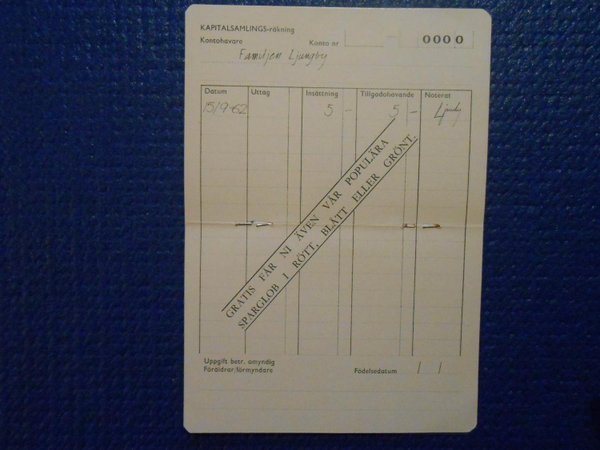 KAPITALSAMLINGS-räkning
Kontohavare Konto nr 0000
Familjen Ljungby
Datum Uttag Insättning Tillgodohavande Noterat
15/9-62 5 - 5 -
GRATIS FÅR NI ÄVEN VÅR POPULÄRA
SPARGLOB I RÖTT, BLÅTT ELLER GRÖNT.
Uppgift betr. omyndig
Föräldrar/förmyndare Födelsedatum / /